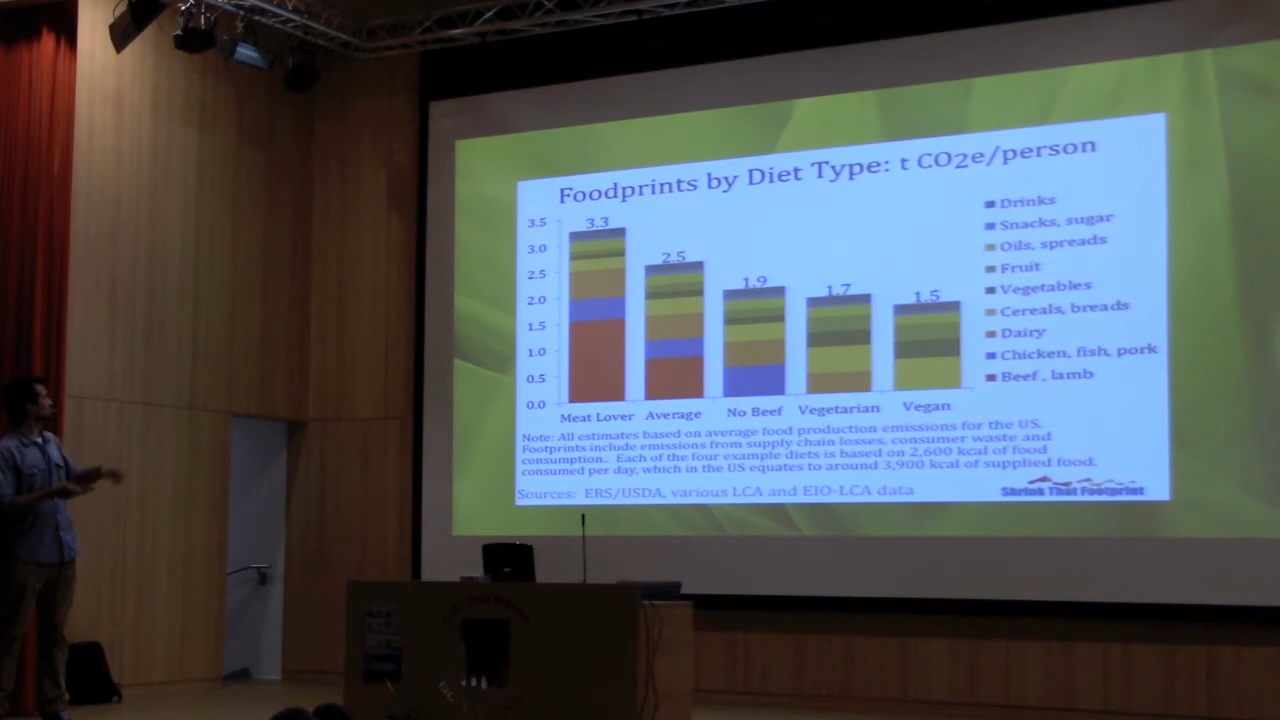 Foodprints by Diet Type: t CO2e/person
3.5
3.0
2.5
2.0
1.5
1.0
0.5
0.0
3.3
2.5
1.9
1.7
1.5
Meat Lover
Average
No Beef
Vegetarian
Vegan
Drinks
Snacks, sugar
Oils, spreads
Fruit
Vegetables
Cereals, breads
Dairy
Chicken, fish, pork
Beef , lamb
Note: All estimates based on average food production emissions for the US.
Footprints include emissions from supply chain losses, consumer waste and
consumption.. Each of the four example diets is based on 2,600 kcal of food
consumed per day, which in the US equates to around 3,900 kcal of supplied food.
Sources: ERS/USDA, various LCA and EIO-LCA data
Shrink That Footprint